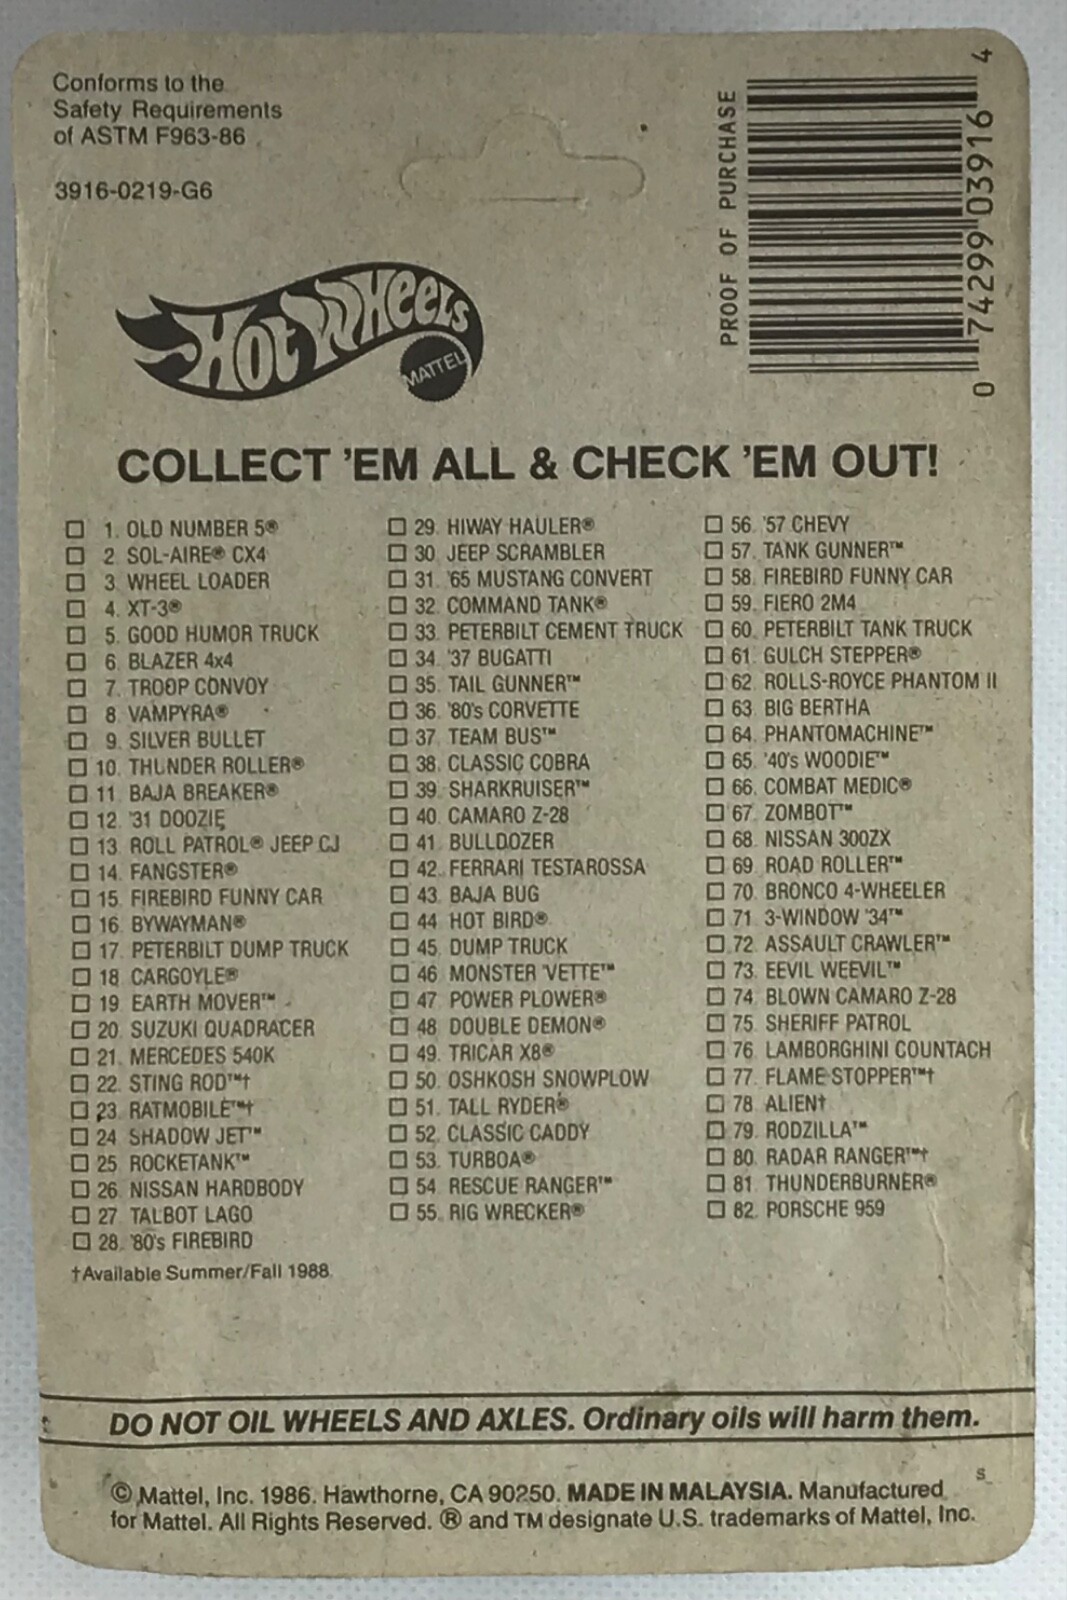 Conforms to the
Safety Requirements
of ASTM F963-86
3916-0219-G6
PROOF OF PURCHASE
0 74299 03916 4
Hot Wheels
MATTEL
COLLECT 'EM ALL & CHECK 'EM OUT!
1. OLD NUMBER 5®
2. SOL-AIRE® CX4
3. WHEEL LOADER
4. XT-3®
5. GOOD HUMOR TRUCK
6. BLAZER 4x4
7. TROOP CONVOY
8. VAMPYRA®
9. SILVER BULLET
10. THUNDER ROLLER®
11. BAJA BREAKER®
12. '31 DOOZIE
13. ROLL PATROL® JEEP CJ
14. FANGSTER®
15. FIREBIRD FUNNY CAR
16. BYWAYMAN®
17. PETERBILT DUMP TRUCK
18. CARGOYLE®
19. EARTH MOVER™
20. SUZUKI QUADRACER
21. MERCEDES 540K
22. STING ROD™†
23. RATMOBILE™†
24. SHADOW JET™
25. ROCKETANK™
26. NISSAN HARDBODY
27. TALBOT LAGO
28. '80's FIREBIRD
†Available Summer/Fall 1988.
29. HIWAY HAULER®
30. JEEP SCRAMBLER
31. '65 MUSTANG CONVERT
32. COMMAND TANK®
33. PETERBILT CEMENT TRUCK
34. '37 BUGATTI
35. TAIL GUNNER™
36. '80's CORVETTE
37. TEAM BUS™
38. CLASSIC COBRA
39. SHARKRUISER™
40. CAMARO Z-28
41. BULLDOZER
42. FERRARI TESTAROSSA
43. BAJA BUG
44. HOT BIRD®
45. DUMP TRUCK
46. MONSTER 'VETTE™
47. POWER PLOWER®
48. DOUBLE DEMON®
49. TRICAR X8®
50. OSHKOSH SNOWPLOW
51. TALL RYDER®
52. CLASSIC CADDY
53. TURBOA®
54. RESCUE RANGER™
55. RIG WRECKER®
56. '57 CHEVY
57. TANK GUNNER™
58. FIREBIRD FUNNY CAR
59. FIERO 2M4
60. PETERBILT TANK TRUCK
61. GULCH STEPPER®
62. ROLLS-ROYCE PHANTOM II
63. BIG BERTHA
64. PHANTOMACHINE™
65. '40's WOODIE™
66. COMBAT MEDIC®
67. ZOMBOT™
68. NISSAN 300ZX
69. ROAD ROLLER™
70. BRONCO 4-WHEELER
71. 3-WINDOW '34™
72. ASSAULT CRAWLER™
73. EEVIL WEEVIL™
74. BLOWN CAMARO Z-28
75. SHERIFF PATROL
76. LAMBORGHINI COUNTACH
77. FLAME STOPPER™†
78. ALIEN†
79. RODZILLA™
80. RADAR RANGER™†
81. THUNDERBURNER®
82. PORSCHE 959
DO NOT OIL WHEELS AND AXLES. Ordinary oils will harm them.
S
© Mattel, Inc. 1986. Hawthorne, CA 90250. MADE IN MALAYSIA. Manufactured
for Mattel. All Rights Reserved. ® and TM designate U.S. trademarks of Mattel, Inc.